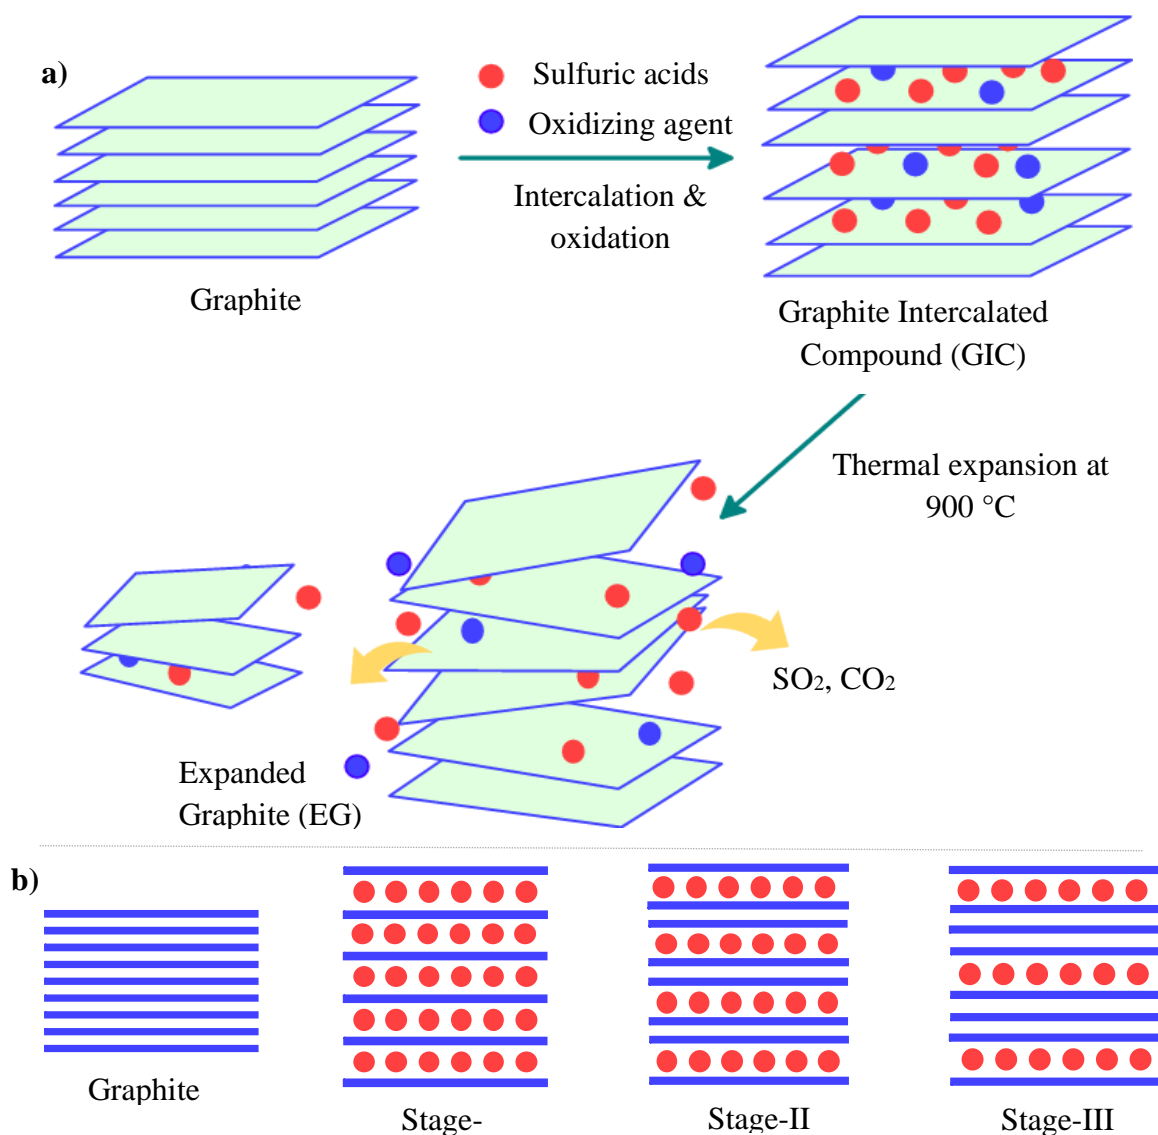 a)
Sulfuric acids
Oxidizing agent
Intercalation &
oxidation
Graphite
Graphite Intercalated
Compound (GIC)
Thermal expansion at
900 °C
SO₂, CO₂
Expanded
Graphite (EG)
b)
Graphite
Stage-
Stage-II
Stage-III